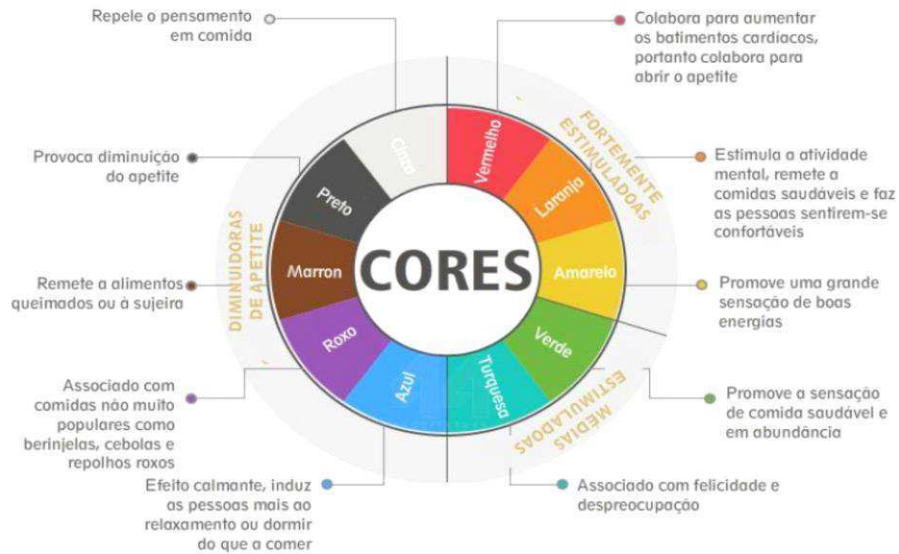 Repele o pensamento
em comida
Colabora para aumentar
os batimentos cardíacos,
portanto colabora para
abrir o apetite
Provoca diminuição
do apetite
Estimula a atividade
mental, remete a
comidas saudáveis e faz
as pessoas sentirem-se
confortáveis
Remete a alimentos
queimados ou à sujeira
Promove uma grande
sensação de boas
energias
Associado com
comidas não muito
populares como
berinjelas, cebolas e
repolhos roxos
Promove a sensação
de comida saudável e
em abundância
Efeito calmante, induz
as pessoas mais ao
relaxamento ou dormir
do que a comer
Associado com felicidade e
despreocupação
FORTEMENTE
ESTIMULADOAS
MÉDIAS
ESTIMULADOAS
DIMINUIDORAS
DE APETITE
CORES
Vermelho
Laranja
Amarelo
Verde
Turquesa
Azul
Roxo
Marron
Preto
Cinza